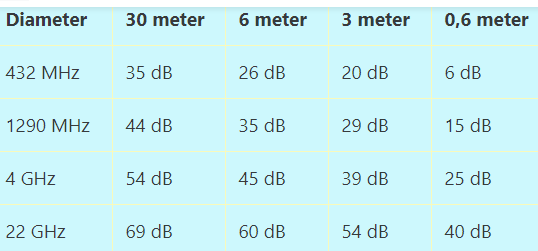 Diameter 30 meter 6 meter 3 meter 0,6 meter
432 MHz 35 dB 26 dB 20 dB 6 dB
1290 MHz 44 dB 35 dB 29 dB 15 dB
4 GHz 54 dB 45 dB 39 dB 25 dB
22 GHz 69 dB 60 dB 54 dB 40 dB